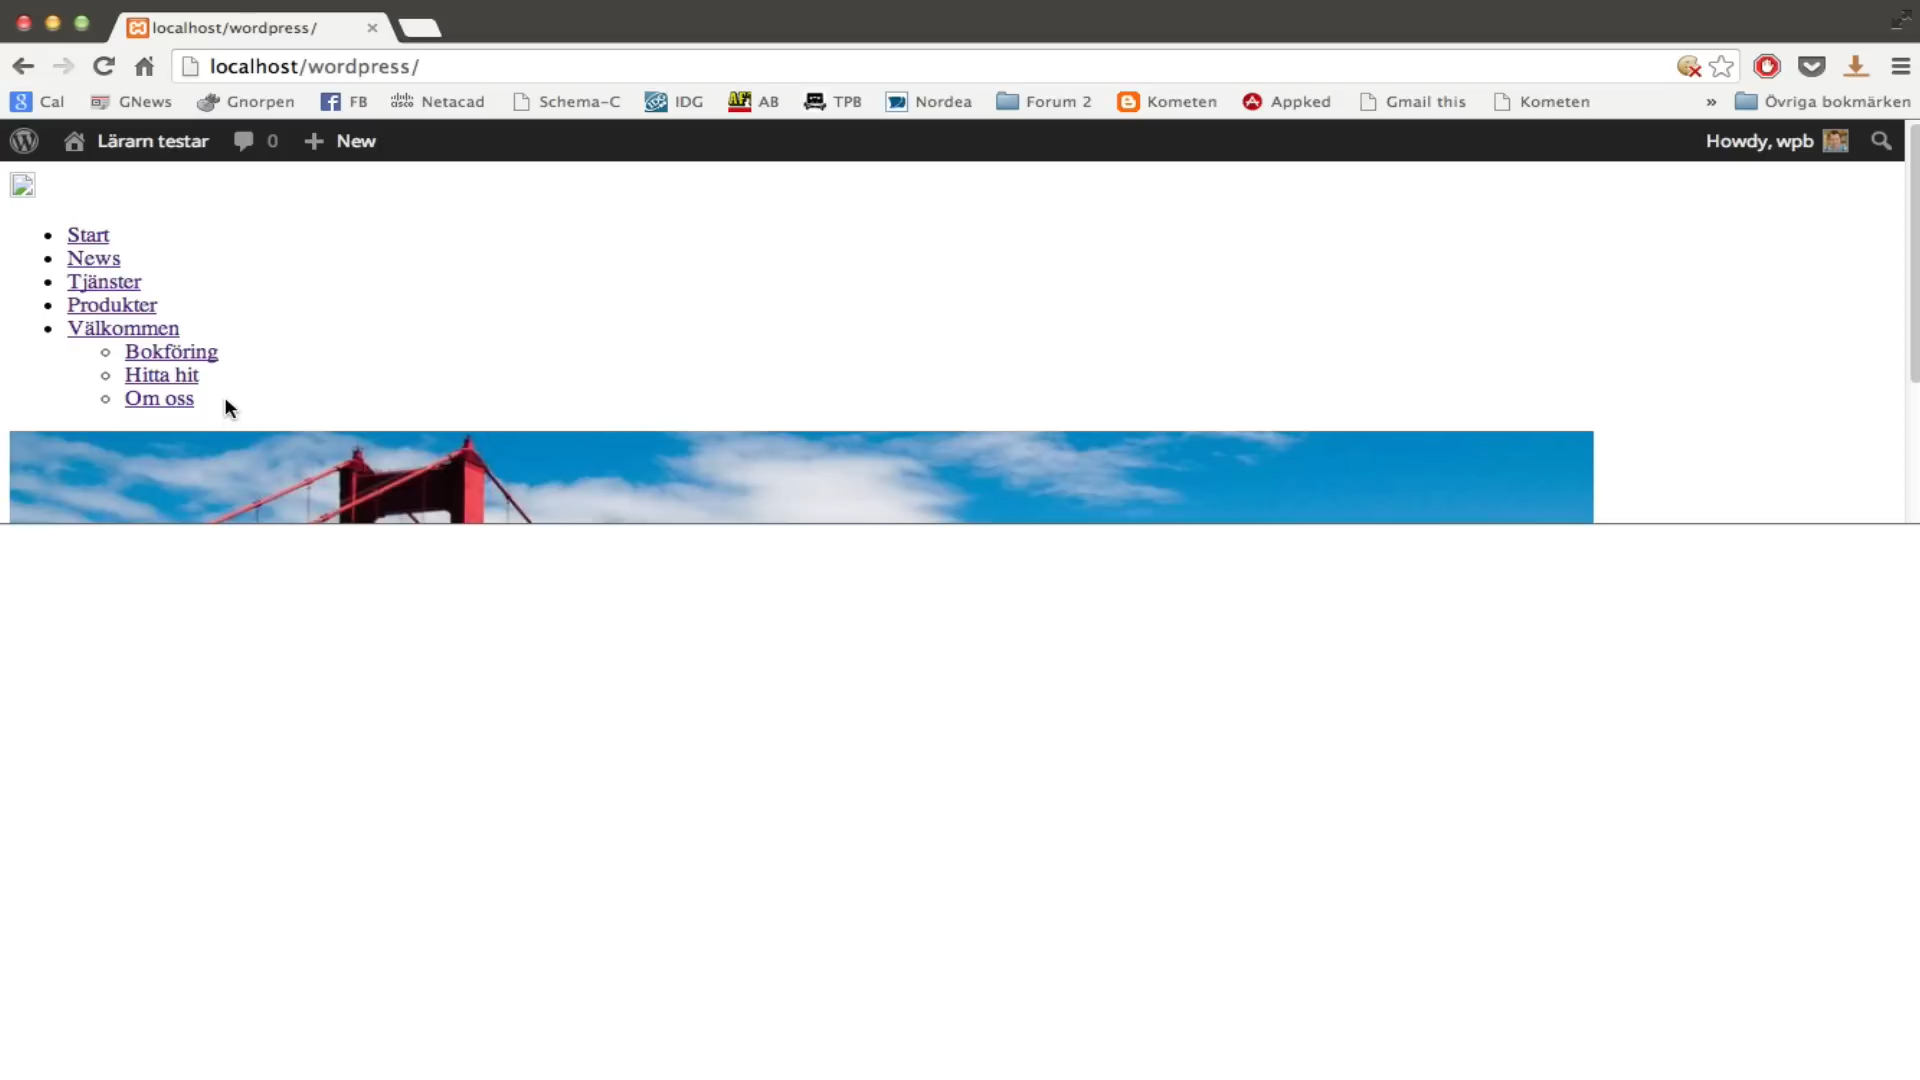 localhost/wordpress/
localhost/wordpress/
Cal GNews Gnorpen FB Netacad Schema-C IDG AB TPB Nordea Forum 2 Kometen Appked Gmail this Kometen » Övriga bokmärken
Lärarn testar 0 + New Howdy, wpb
Start
News
Tjänster
Produkter
Välkommen
Bokföring
Hitta hit
Om oss